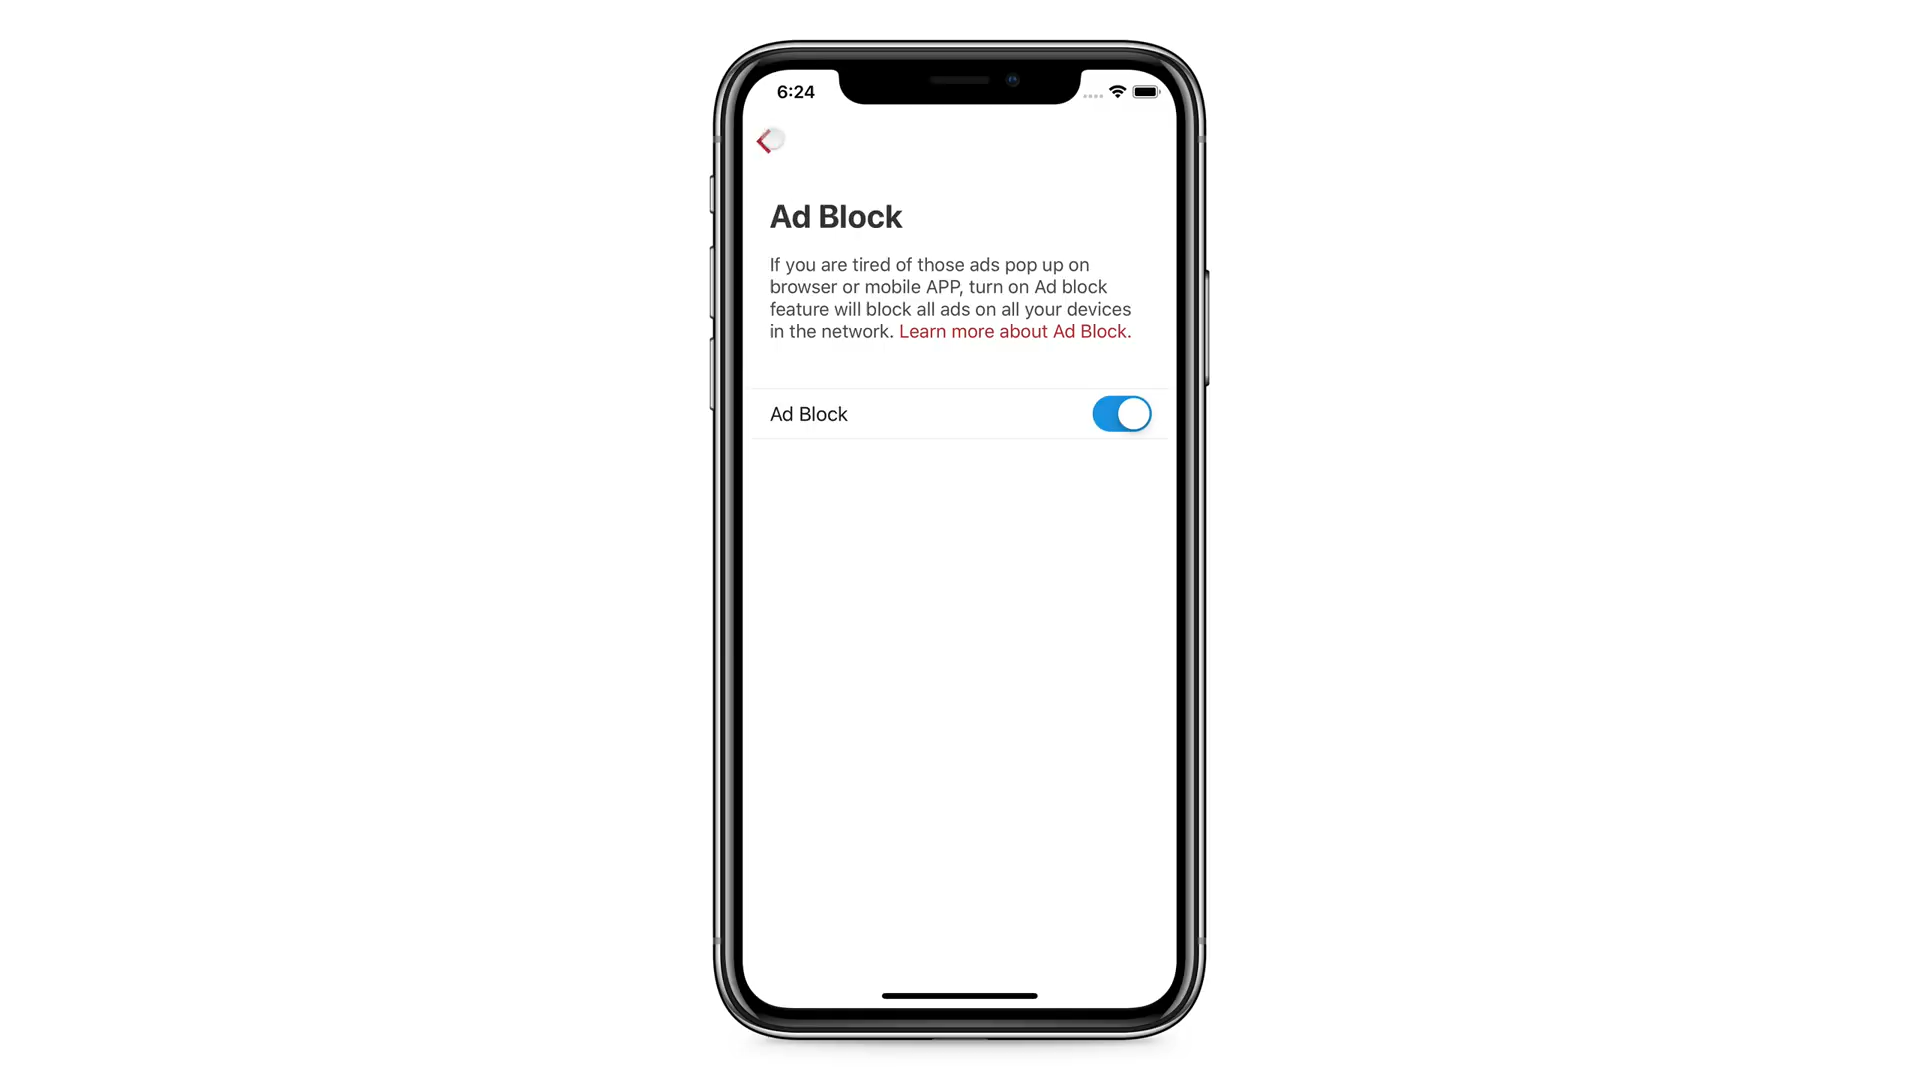 6:24
Ad Block
If you are tired of those ads pop up on
browser or mobile APP, turn on Ad block
feature will block all ads on all your devices
in the network. Learn more about Ad Block.
Ad Block